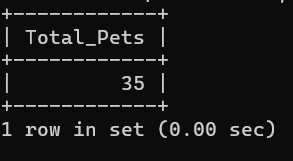 +------------+
| Total_Pets |
+------------+
|         35 |
+------------+
1 row in set (0.00 sec)